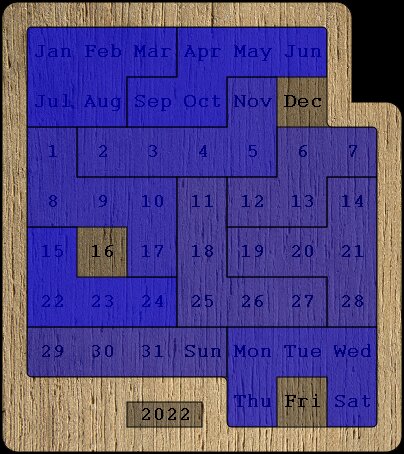 Jan Feb Mar Apr May Jun
Jul Aug Sep Oct Nov Dec
1 2 3 4 5 6 7
8 9 10 11 12 13 14
15 16 17 18 19 20 21
22 23 24 25 26 27 28
29 30 31 Sun Mon Tue Wed
Thu Fri Sat
2022